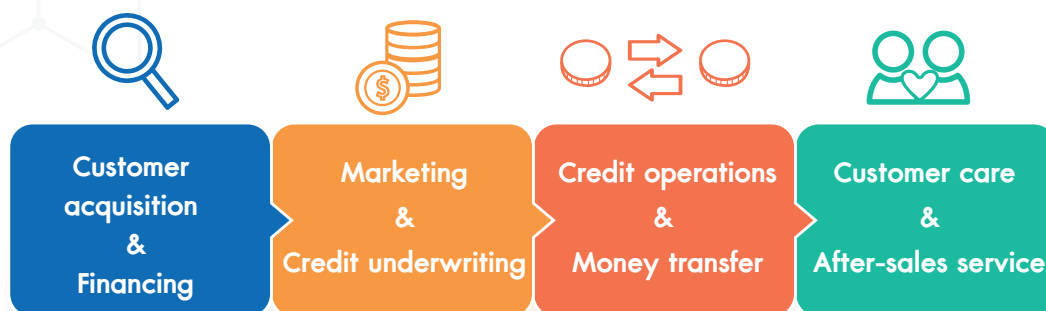 Customer
acquisition
&
Financing
Marketing
&
Credit underwriting
Credit operations
&
Money transfer
Customer care
&
After-sales service
$